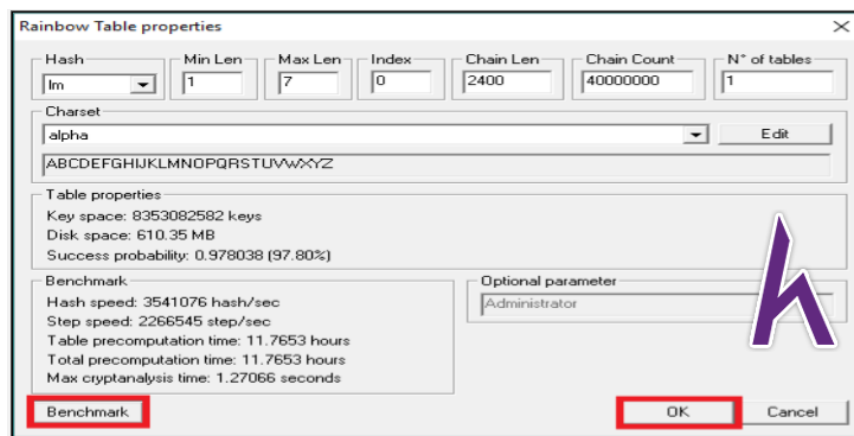 Rainbow Table properties
Hash
Min Len
Max Len
Index
Chain Len
Chain Count
N° of tables
lm
1
7
0
2400
40000000
1
Charset
alpha
Edit
ABCDEFGHIJKLMNOPQRSTUVWXYZ
Table properties
Key space: 8353082582 keys
Disk space: 610.35 MB
Success probability: 0.978038 (97.80%)
Benchmark
Hash speed: 3541076 hash/sec
Step speed: 2266545 step/sec
Table precomputation time: 11.7653 hours
Total precomputation time: 11.7653 hours
Max cryptanalysis time: 1.27066 seconds
Optional parameter
Administrator
Benchmark
OK
Cancel